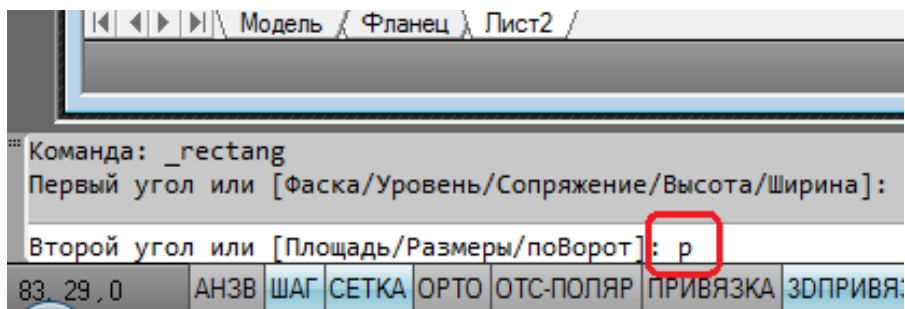 Модель Фланец Лист2
Команда: _rectang
Первый угол или [Фаска/Уровень/Сопряжение/Высота/Ширина]:
Второй угол или [Площадь/Размеры/поВорот]: р
83, 29,0 АНЗВ ШАГ СЕТКА ОРТО ОТС-ПОЛЯР ПРИВЯЗКА 3DПРИВЯ